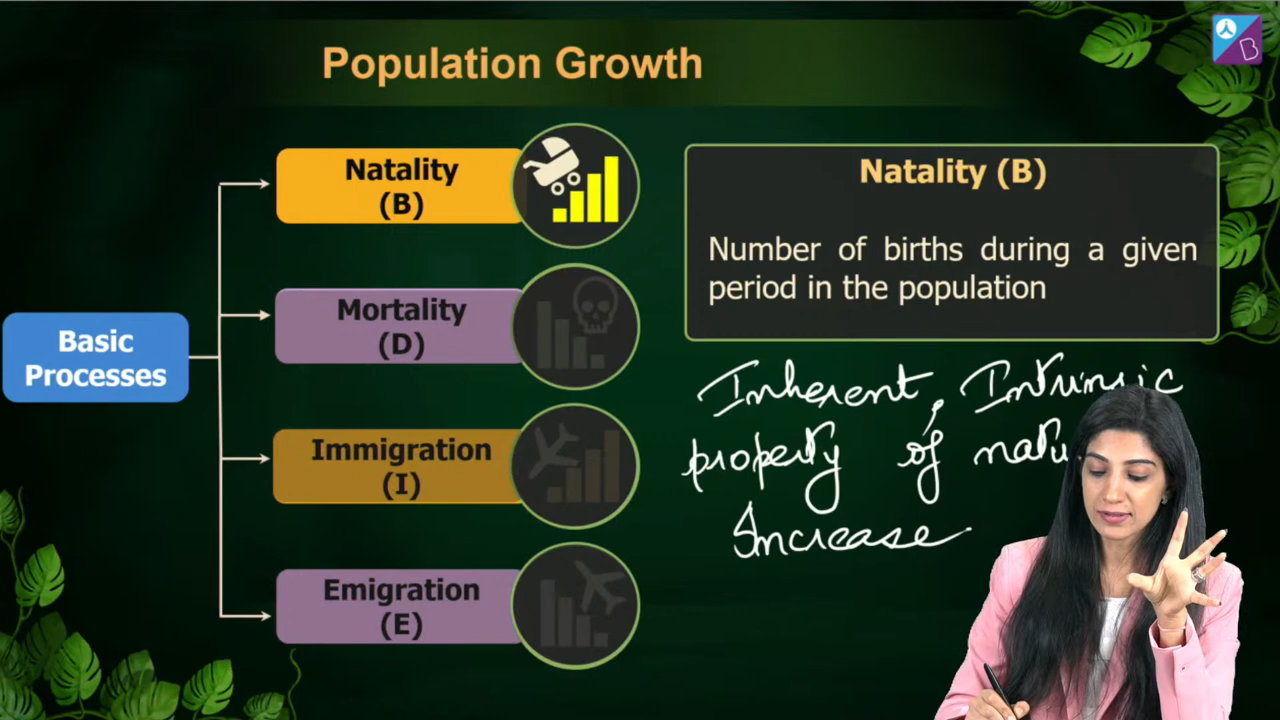 Population Growth
Natality
(B)
Mortality
(D)
Immigration
(I)
Emigration
(E)
Basic
Processes
Natality (B)
Number of births during a given
period in the population
Inherent, Intrinsic
property of natu
Increase
B